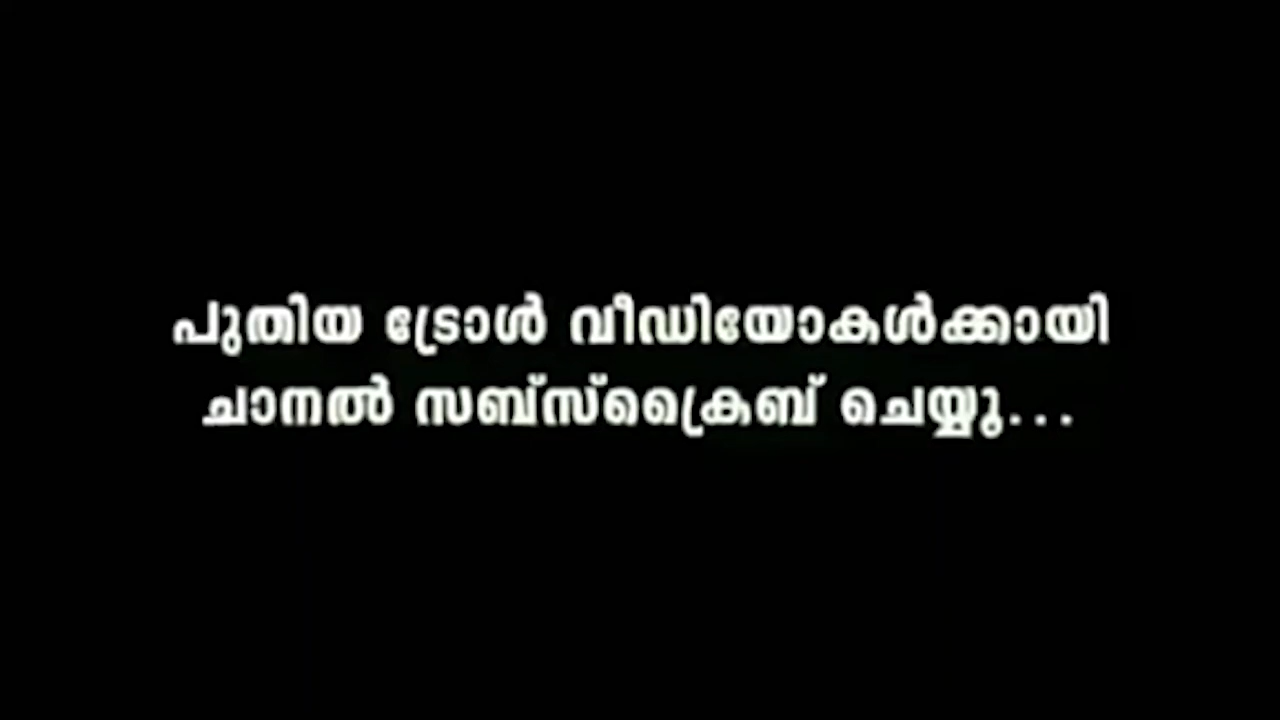 പുതിയ ട്രോൾ വീഡിയോകൾക്കായി
ചാനൽ സബ്സ്ക്രൈബ് ചെയ്യു...